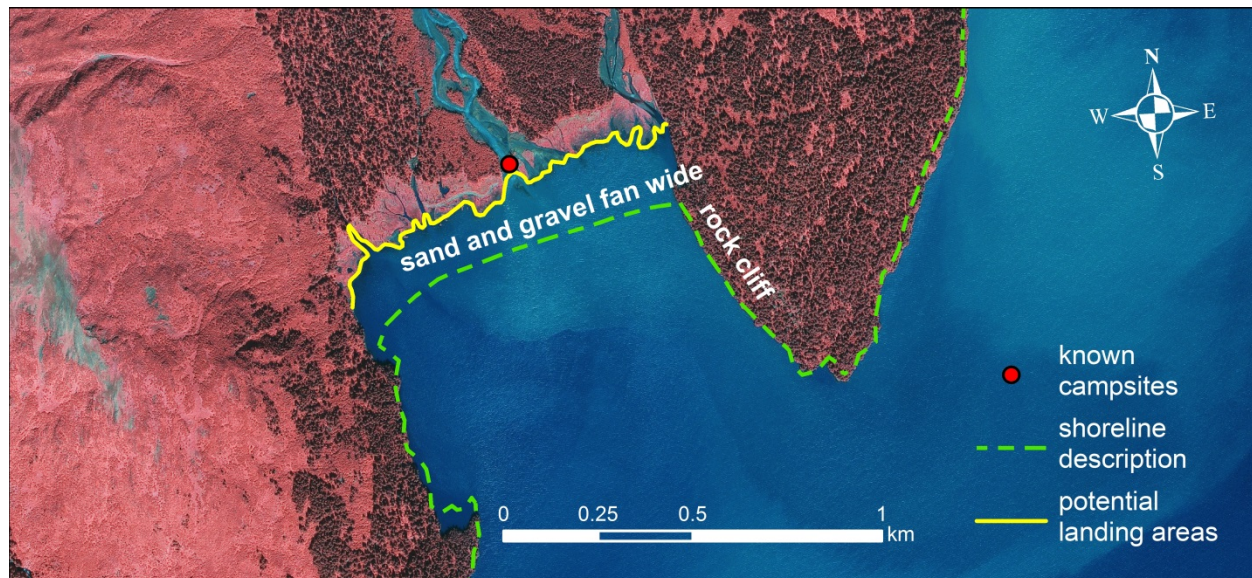 N
W E
S
sand and gravel fan wide
rock cliff
known
campsites
shoreline
description
potential
landing areas
0 0.25 0.5 1
km